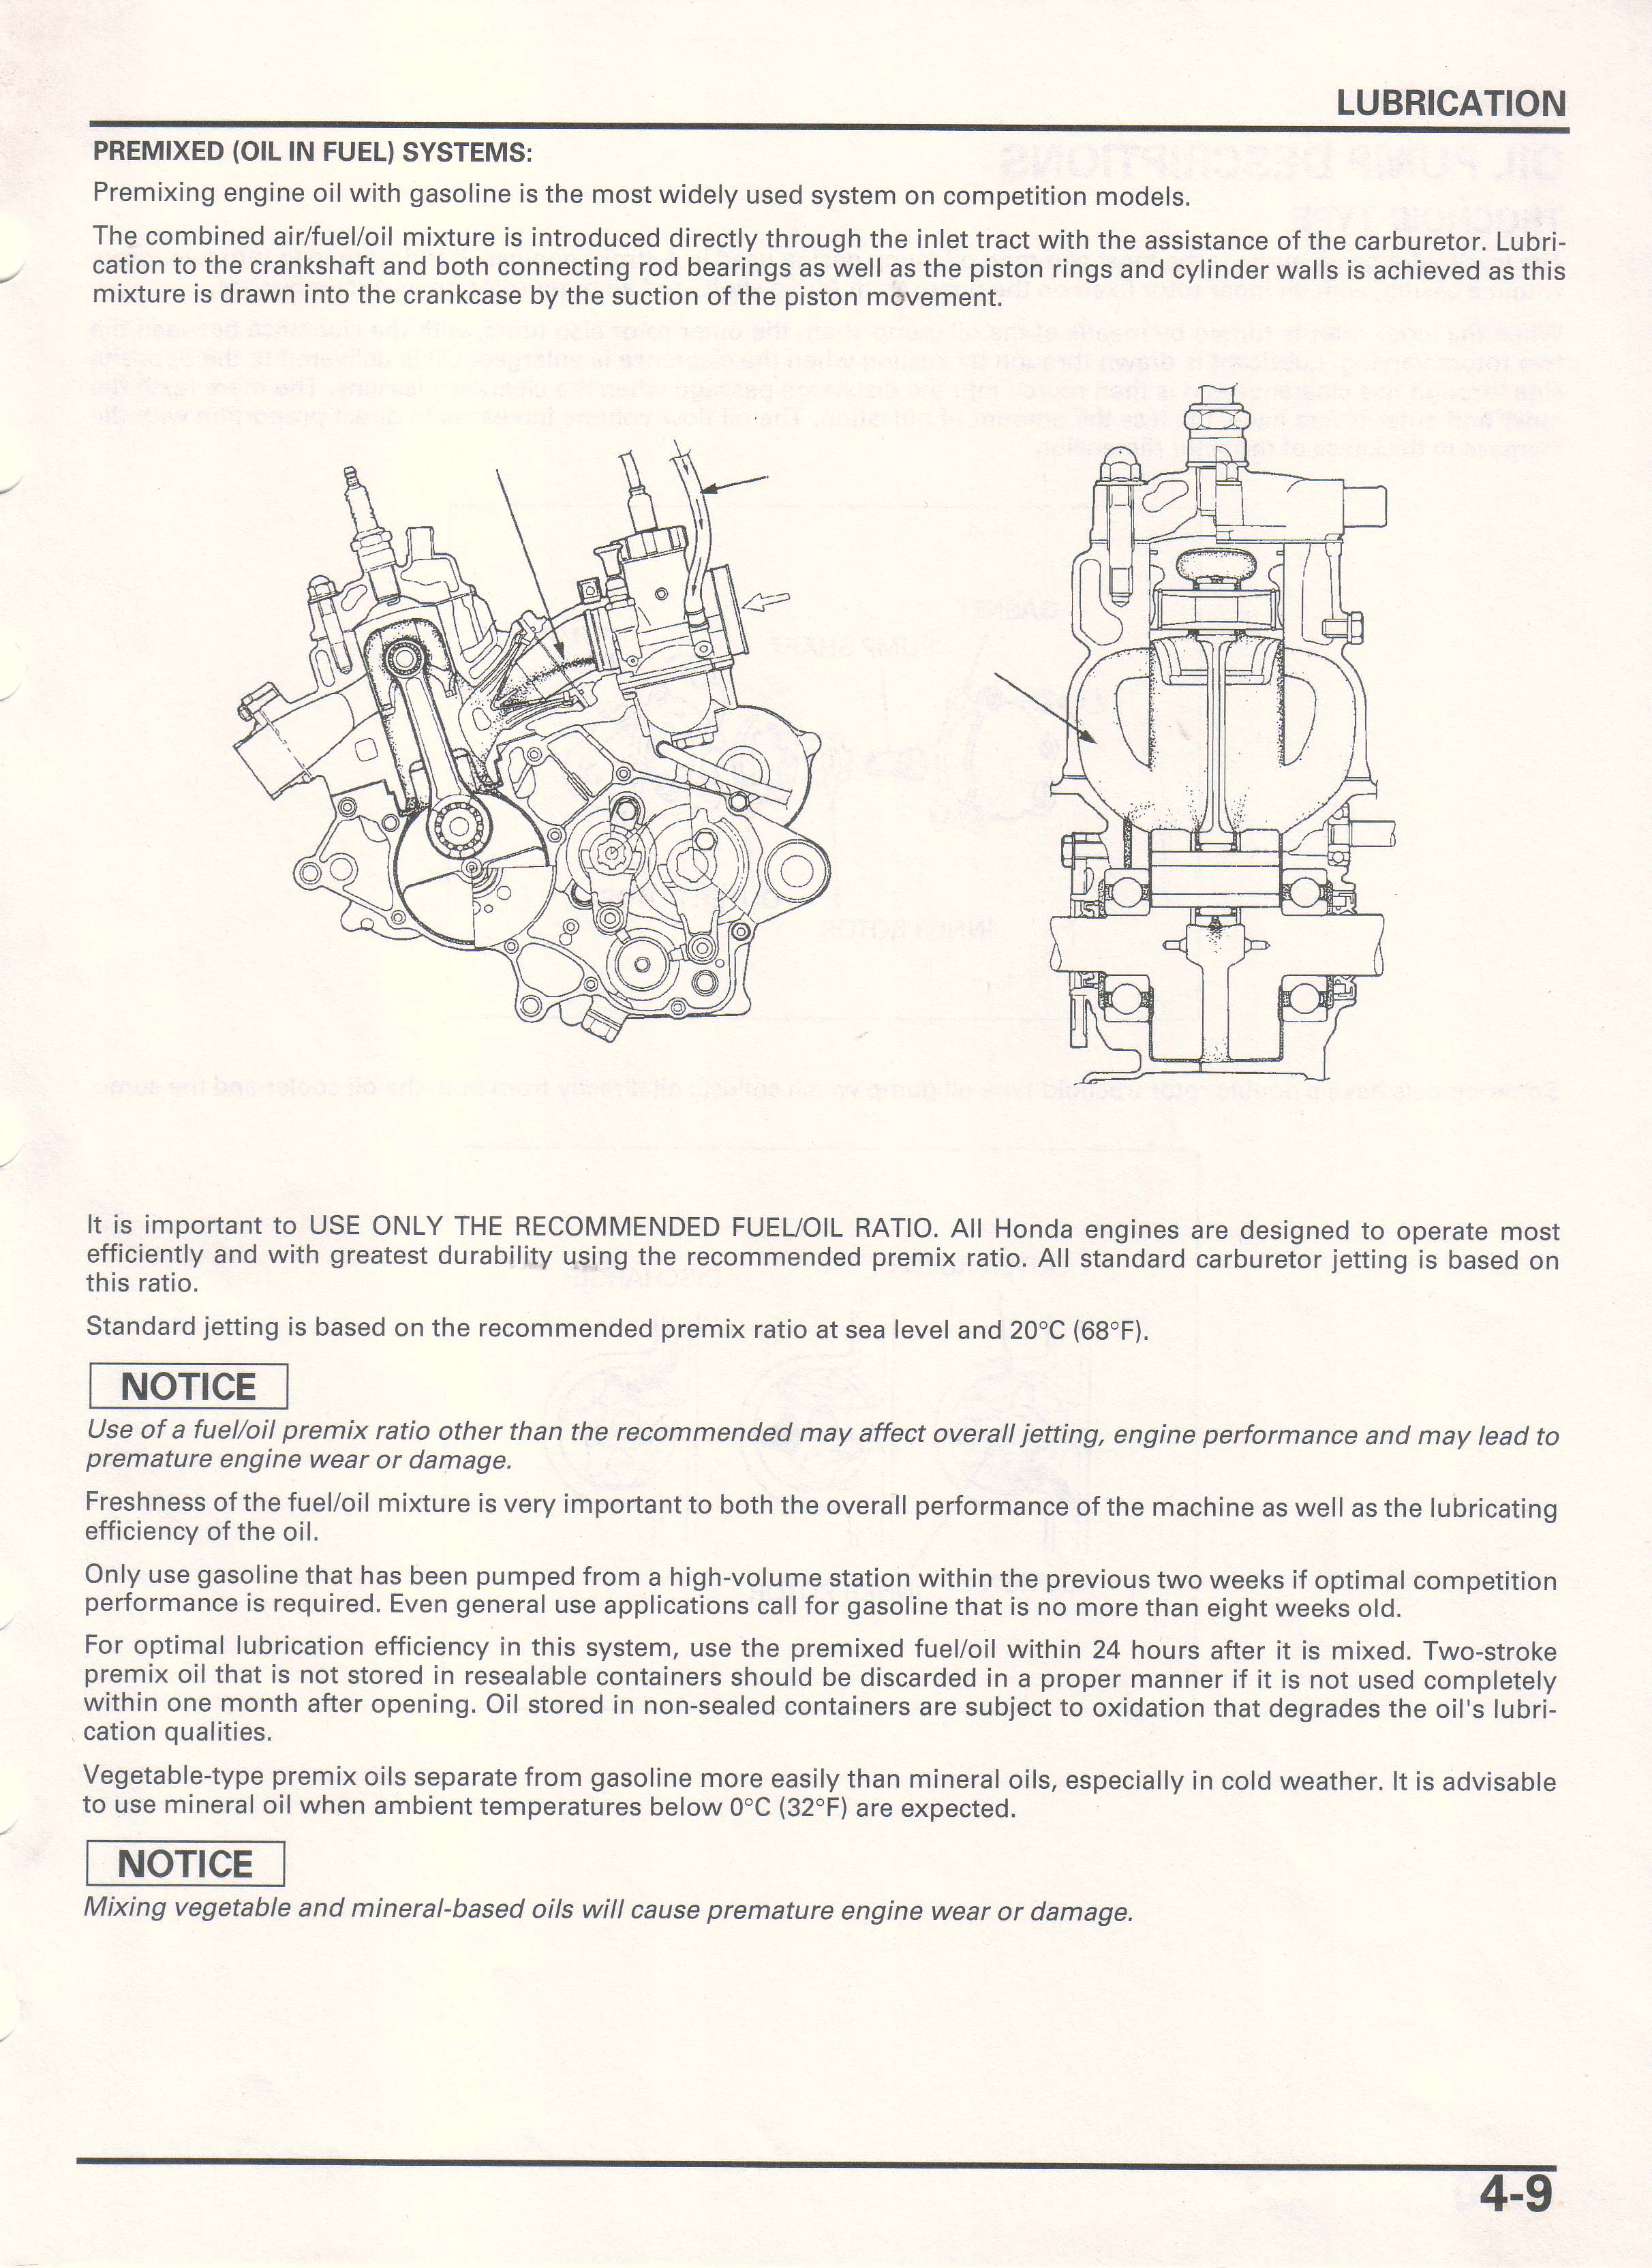 LUBRICATION
PREMIXED (OIL IN FUEL) SYSTEMS:
Premixing engine oil with gasoline is the most widely used system on competition models.
The combined air/fuel/oil mixture is introduced directly through the inlet tract with the assistance of the carburetor. Lubri-
cation to the crankshaft and both connecting rod bearings as well as the piston rings and cylinder walls is achieved as this
mixture is drawn into the crankcase by the suction of the piston movement.
It is important to USE ONLY THE RECOMMENDED FUEL/OIL RATIO. All Honda engines are designed to operate most
efficiently and with greatest durability using the recommended premix ratio. All standard carburetor jetting is based on
this ratio.
Standard jetting is based on the recommended premix ratio at sea level and 20°C (68°F).
NOTICE
Use of a fuel/oil premix ratio other than the recommended may affect overall jetting, engine performance and may lead to
premature engine wear or damage.
Freshness of the fuel/oil mixture is very important to both the overall performance of the machine as well as the lubricating
efficiency of the oil.
Only use gasoline that has been pumped from a high-volume station within the previous two weeks if optimal competition
performance is required. Even general use applications call for gasoline that is no more than eight weeks old.
For optimal lubrication efficiency in this system, use the premixed fuel/oil within 24 hours after it is mixed. Two-stroke
premix oil that is not stored in resealable containers should be discarded in a proper manner if it is not used completely
within one month after opening. Oil stored in non-sealed containers are subject to oxidation that degrades the oil's lubri-
cation qualities.
Vegetable-type premix oils separate from gasoline more easily than mineral oils, especially in cold weather. It is advisable
to use mineral oil when ambient temperatures below 0°C (32°F) are expected.
NOTICE
Mixing vegetable and mineral-based oils will cause premature engine wear or damage.
4-9